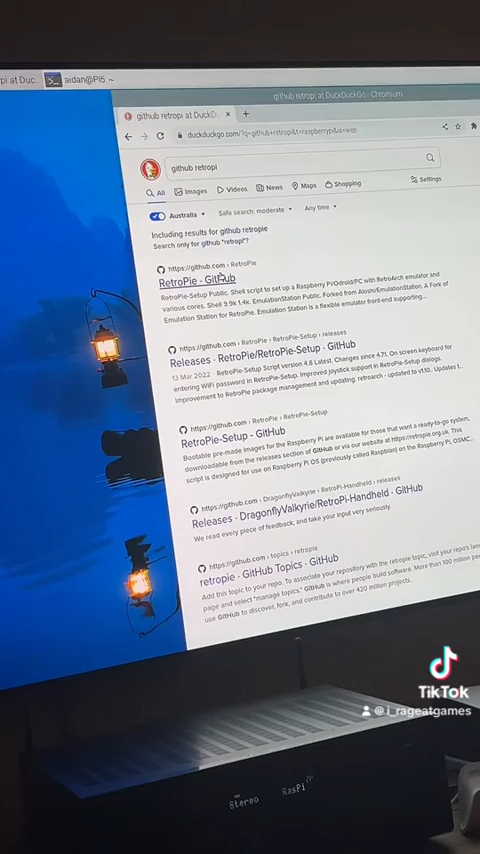 pi at Duc... aidan@PI5: ~
github retropi at DuckDuckGo - Chromium
github retropi at DuckD
duckduckgo.com/?q=github+retropi&t=raspberrypi&ia=web
github retropi
All Images Videos News Maps Shopping Settings
Australia Safe search: moderate Any time
Including results for github retropie
Search only for github "retropi"?
https://github.com › RetroPie
RetroPie · GitHub
RetroPie-Setup Public. Shell script to set up a Raspberry Pi/Odroid/PC with RetroArch emulator and
various cores. Shell 9.9k 1.4k. EmulationStation Public. Forked from Aloshi/EmulationStation. A Fork of
Emulation Station for RetroPie. Emulation Station is a flexible emulator front-end supporting...
https://github.com › RetroPie › RetroPie-Setup › releases
Releases · RetroPie/RetroPie-Setup · GitHub
13 Mar 2022 · RetroPie-Setup Script version 4.8 Latest. Changes since 4.7.1. On screen keyboard for
entering WiFi password in RetroPie-Setup dialogs.
Improvement to RetroPie package management and updating. retroarch - updated to v1.10. Updates t...
https://github.com › RetroPie › RetroPie-Setup
RetroPie-Setup - GitHub
Bootable pre-made images for the Raspberry Pi are available for those that want a ready-to-go system,
downloadable from the releases section of GitHub or via our website at https://retropie.org.uk. This
script is designed for use on Raspberry Pi OS (previously called Raspbian) on the Raspberry Pi, OSMC...
https://github.com › DragonflyValkyrie › RetroPi-Handheld › releases
Releases · DragonflyValkyrie/RetroPi-Handheld · GitHub
We read every piece of feedback, and take your input very seriously.
https://github.com › topics › retropie
retropie · GitHub Topics · GitHub
Add this topic to your repo. To associate your repository with the retropie topic, visit your repo's lan
page and select "manage topics." GitHub is where people build software. More than 100 million pe
use GitHub to discover, fork, and contribute to over 420 million projects.
TikTok
@i_rageatgames
Stereo RasPi